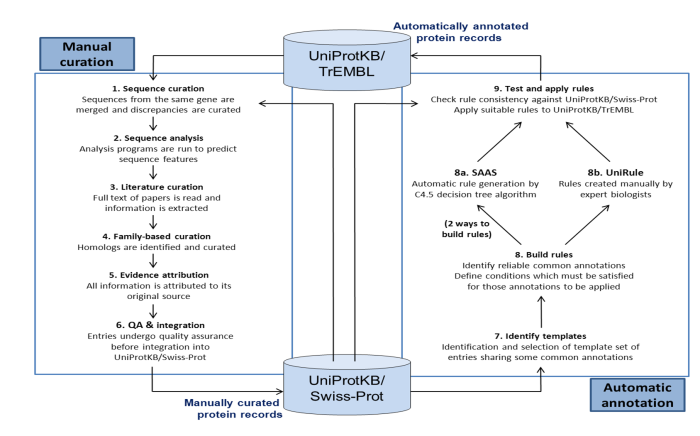 Manual
curation
UniProtKB/
TrEMBL
Automatically annotated
protein records
1. Sequence curation
Sequences from the same gene are
merged and discrepancies are curated
2. Sequence analysis
Analysis programs are run to predict
sequence features
3. Literature curation
Full text of papers is read and
information is extracted
4. Family-based curation
Homologs are identified and curated
5. Evidence attribution
All information is attributed to its
original source
6. QA & integration
Entries undergo quality assurance
before integration into
UniProtKB/Swiss-Prot
Manually curated
protein records
UniProtKB/
Swiss-Prot
9. Test and apply rules
Check rule consistency against UniProtKB/Swiss-Prot
Apply suitable rules to UniProtKB/TrEMBL
8a. SAAS
Automatic rule generation by
C4.5 decision tree algorithm
8b. UniRule
Rules created manually by
expert biologists
(2 ways to
build rules)
8. Build rules
Identify reliable common annotations
Define conditions which must be satisfied
for those annotations to be applied
7. Identify templates
Identification and selection of template set of
entries sharing some common annotations
Automatic
annotation